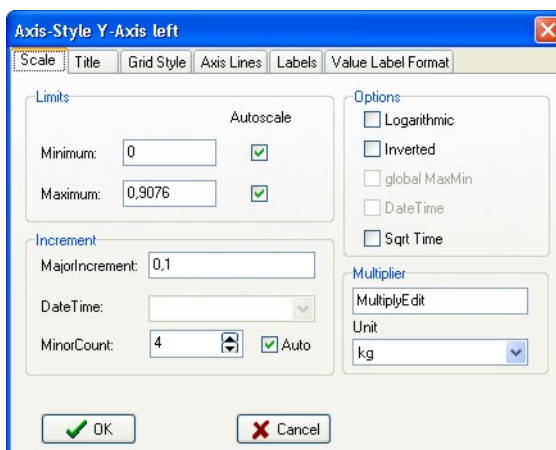 Axis-Style Y-Axis left
Scale Title Grid Style Axis Lines Labels Value Label Format
Limits
Autoscale
Minimum: 0
Maximum: 0,9076
Increment
MajorIncrement: 0,1
DateTime:
MinorCount: 4 Auto
Options
Logarithmic
Inverted
global MaxMin
DateTime
Sqrt Time
Multiplier
MultiplyEdit
Unit
kg
OK Cancel